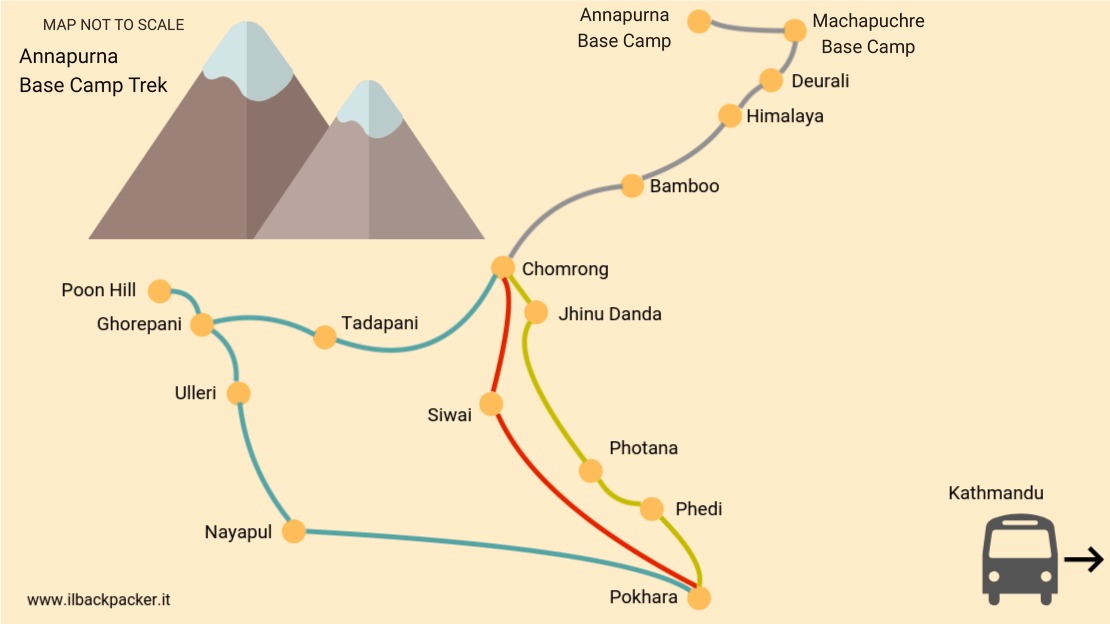 MAP NOT TO SCALE
Annapurna
Base Camp Trek
Annapurna
Base Camp
Machapuchre
Base Camp
Deurali
Himalaya
Bamboo
Chomrong
Poon Hill
Jhinu Danda
Ghorepani
Tadapani
Ulleri
Siwai
Photana
Kathmandu
Phedi
Nayapul
Pokhara
www.ilbackpacker.it